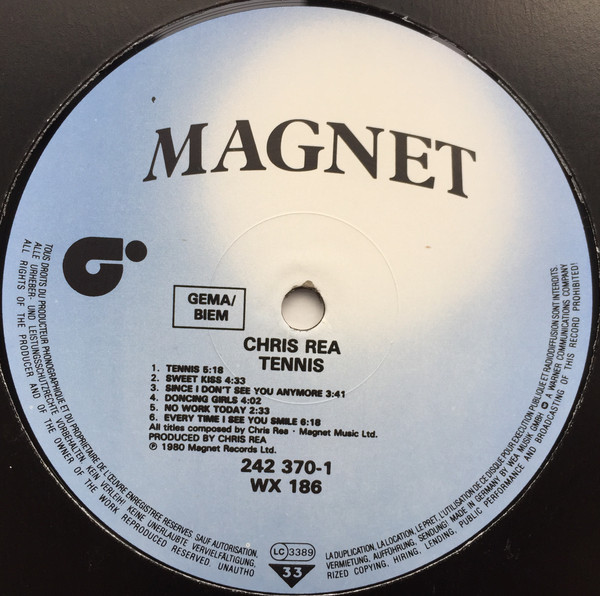 MAGNET
GEMA/
BIEM
CHRIS REA
TENNIS
1. TENNIS 5:18
2. SWEET KISS 4:33
3. SINCE I DON'T SEE YOU ANYMORE 3:41
4. DONCING GIRLS 4:02
5. NO WORK TODAY 2:33
6. EVERY TIME I SEE YOU SMILE 6:18
All titles composed by Chris Rea · Magnet Music Ltd.
PRODUCED BY CHRIS REA
℗ 1980 Magnet Records Ltd.
242 370-1
WX 186
LC 3389
33
TOUS DROITS DU PRODUCTEUR PHONOGRAPHIQUE ET DU PROPRIETAIRE DE L'ŒUVRE ENREGISTREE RESERVES. SAUF AUTORISATION, LA DUPLICATION, LA LOCATION, LE PRET, L'UTILISATION DE CE DISQUE POUR EXECUTION PUBLIQUE ET RADIODIFFUSION SONT INTERDITS.
ALLE URHEBER- UND LEISTUNGSSCHUTZRECHTE VORBEHALTEN. KEIN VERLEIH! KEINE UNERLAUBTE VERVIELFÄLTIGUNG, VERMIETUNG, AUFFÜHRUNG, SENDUNG! MADE IN GERMANY BY WEA MUSIK GMBH A WARNER COMMUNICATIONS COMPANY
ALL RIGHTS OF THE PRODUCER AND OF THE OWNER OF THE WORK REPRODUCED RESERVED. UNAUTHORIZED COPYING, HIRING, LENDING, PUBLIC PERFORMANCE AND BROADCASTING OF THIS RECORD PROHIBITED!